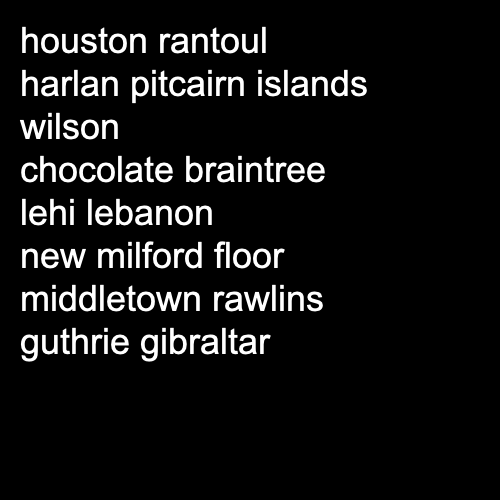 houston rantoul
harlan pitcairn islands
wilson
chocolate braintree
lehi lebanon
new milford floor
middletown rawlins
guthrie gibraltar